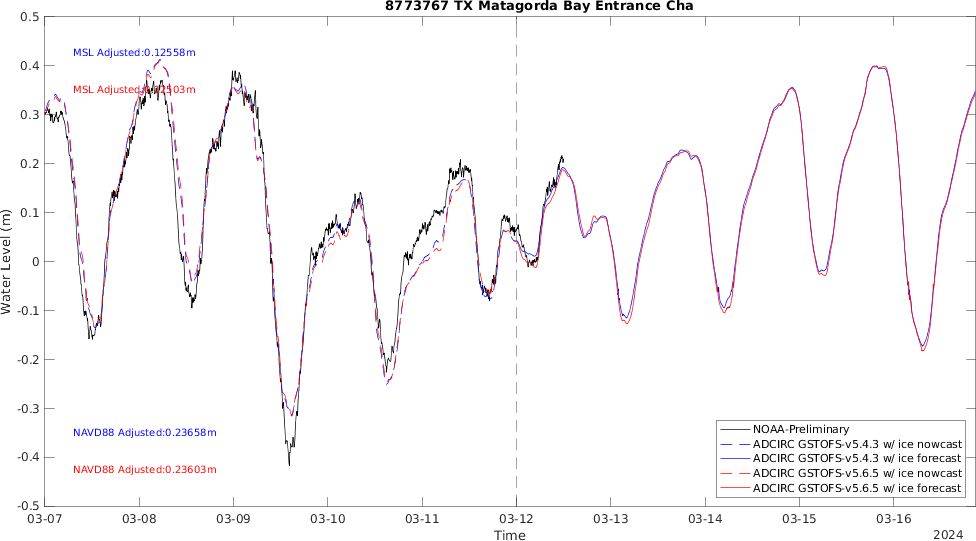 8773767 TX Matagorda Bay Entrance Cha
0.5
0.4
0.3
0.2
0.1
0
-0.1
-0.2
-0.3
-0.4
-0.5
Water Level (m)
MSL Adjusted:0.12558m
MSL Adjusted:0.12503m
NAVD88 Adjusted:0.23658m
NAVD88 Adjusted:0.23603m
NOAA-Preliminary
ADCIRC GSTOFS-v5.4.3 w/ ice nowcast
ADCIRC GSTOFS-v5.4.3 w/ ice forecast
ADCIRC GSTOFS-v5.6.5 w/ ice nowcast
ADCIRC GSTOFS-v5.6.5 w/ ice forecast
03-07 03-08 03-09 03-10 03-11 03-12 03-13 03-14 03-15 03-16
Time
2024